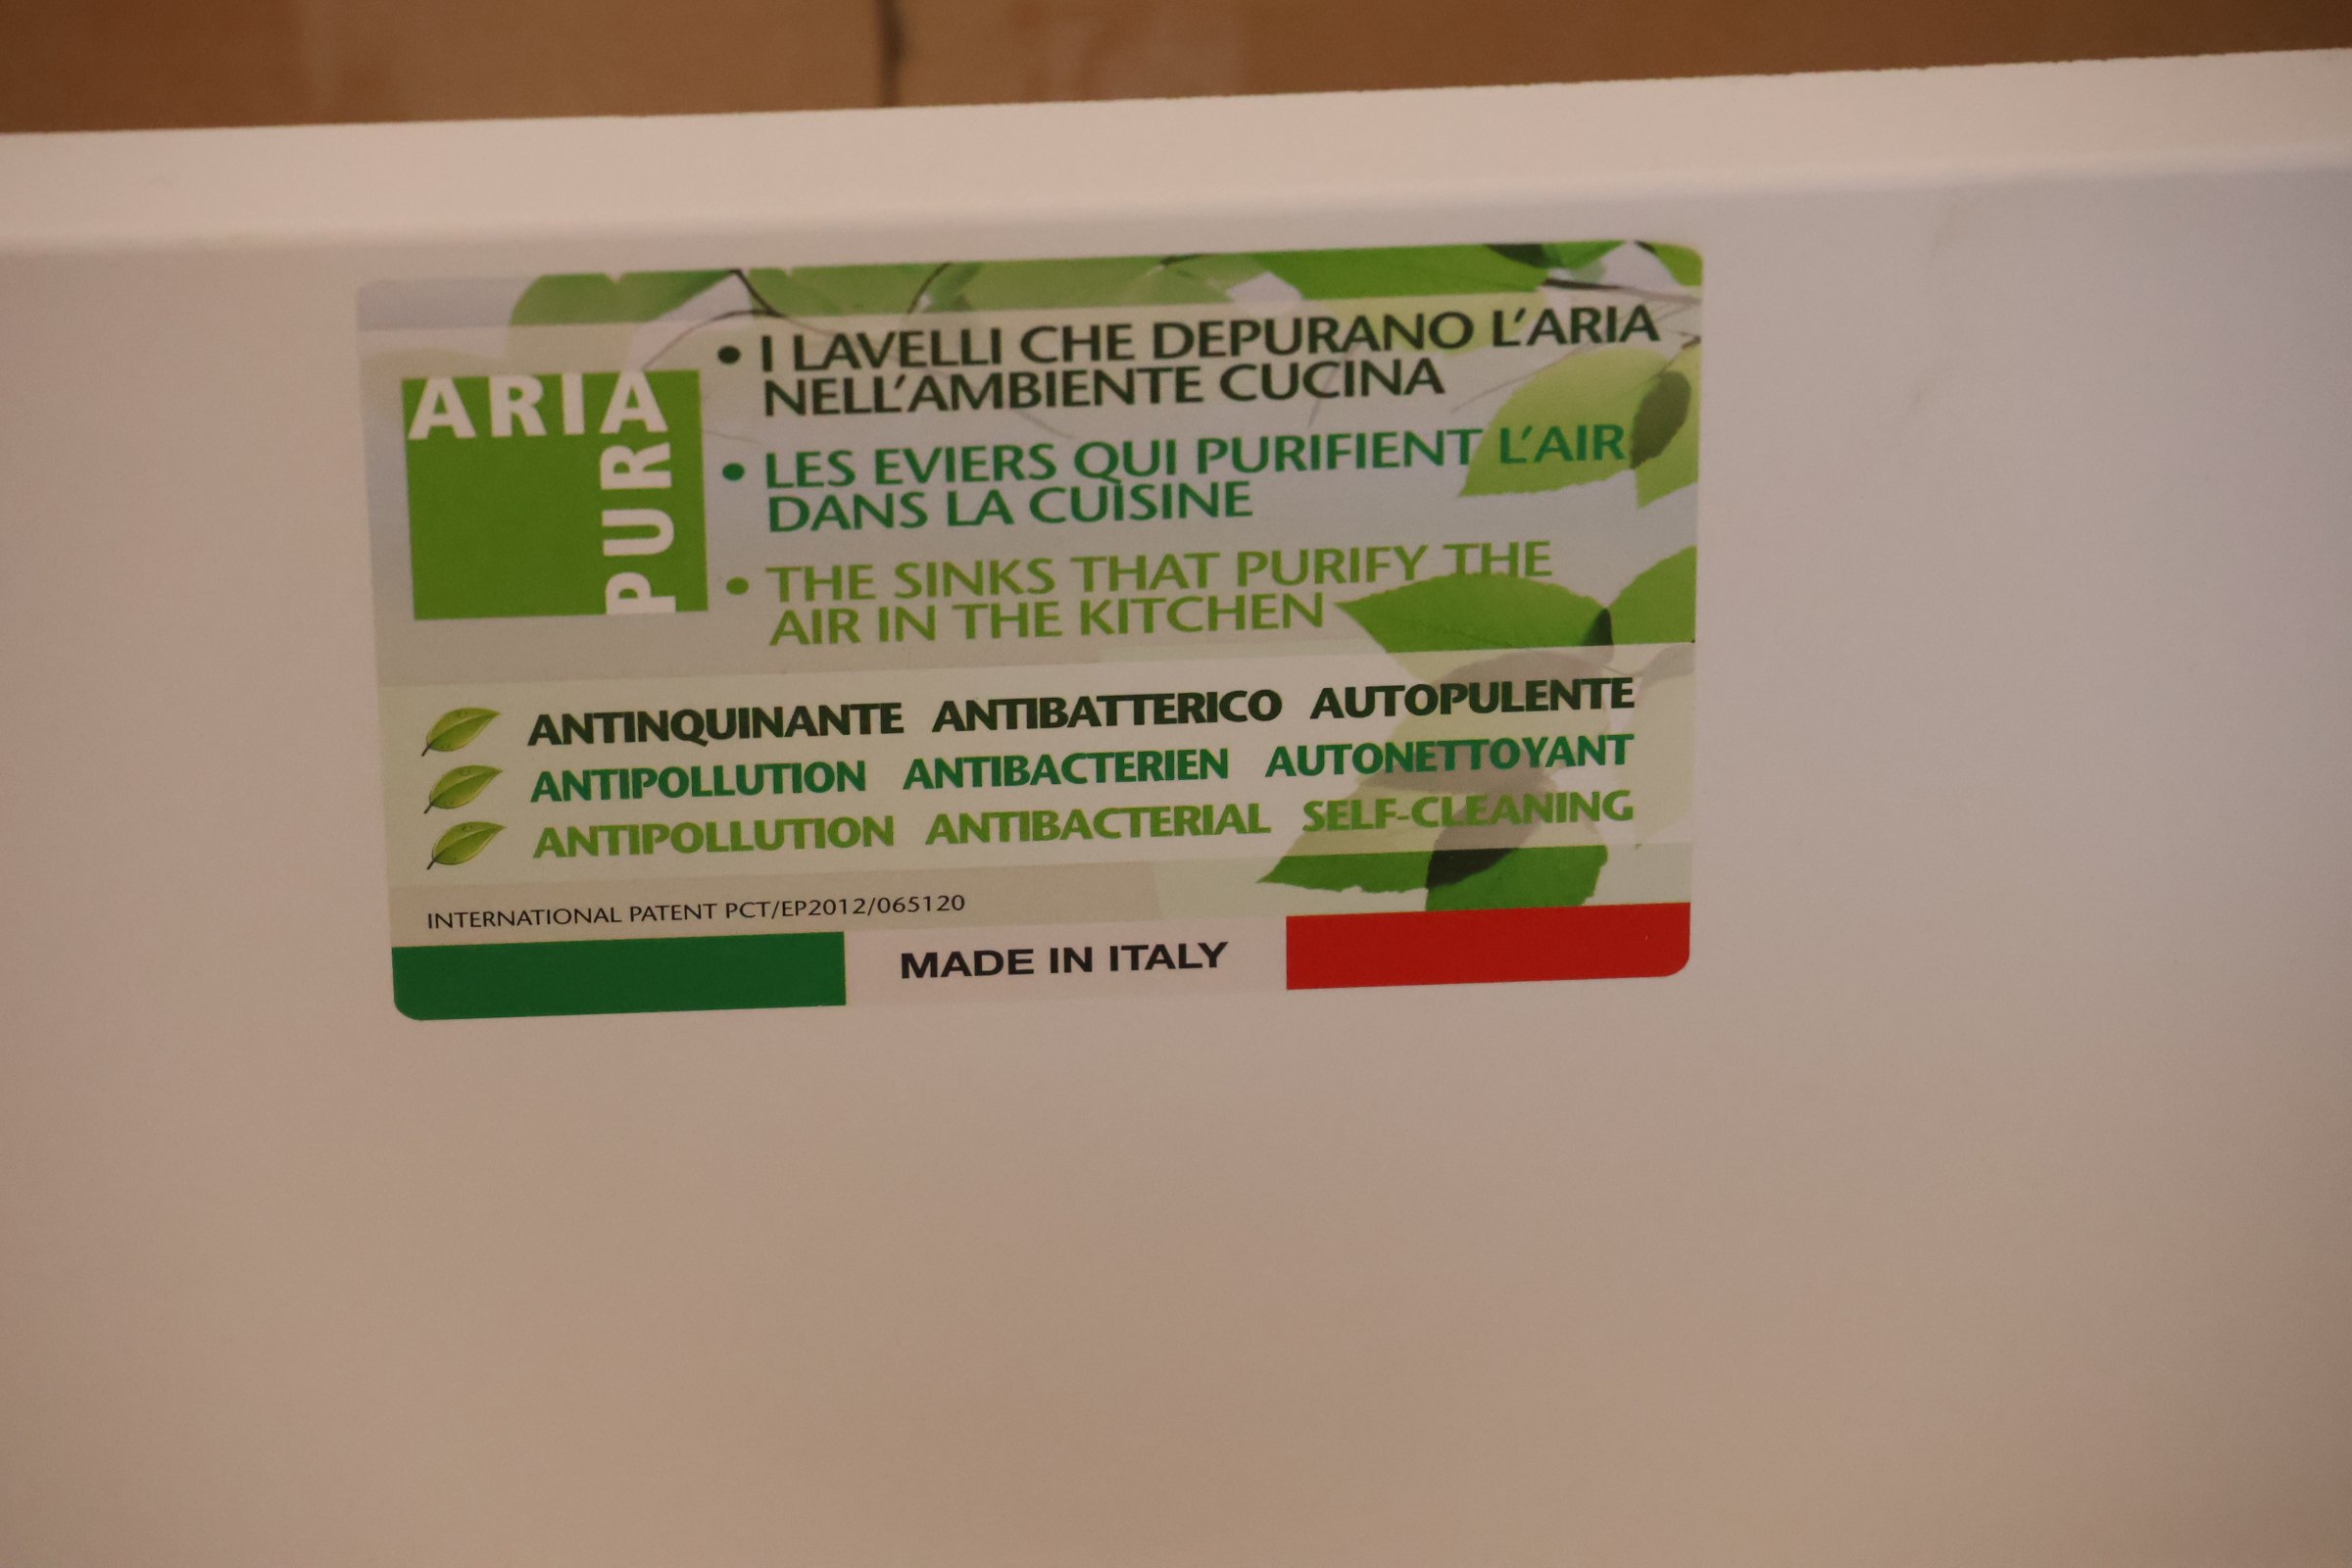 ARIA
PURA
• I LAVELLI CHE DEPURANO L'ARIA
NELL'AMBIENTE CUCINA
• LES EVIERS QUI PURIFIENT L'AIR
DANS LA CUISINE
• THE SINKS THAT PURIFY THE
AIR IN THE KITCHEN
ANTINQUINANTE ANTIBATTERICO AUTOPULENTE
ANTIPOLLUTION ANTIBACTERIEN AUTONETTOYANT
ANTIPOLLUTION ANTIBACTERIAL SELF-CLEANING
INTERNATIONAL PATENT PCT/EP2012/065120
MADE IN ITALY